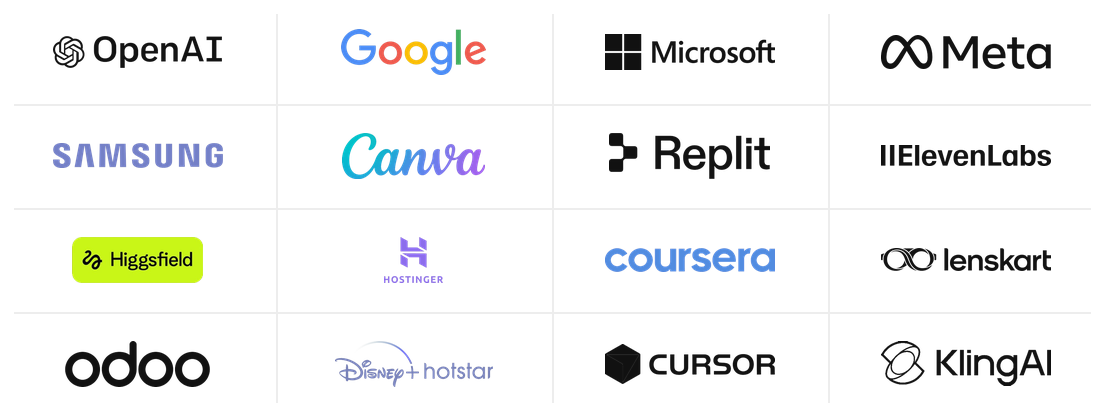 OpenAI
Google
Microsoft
Meta
SAMSUNG
Canva
Replit
IIElevenLabs
Higgsfield
HOSTINGER
coursera
lenskart
odoo
Disney+ hotstar
CURSOR
KlingAI